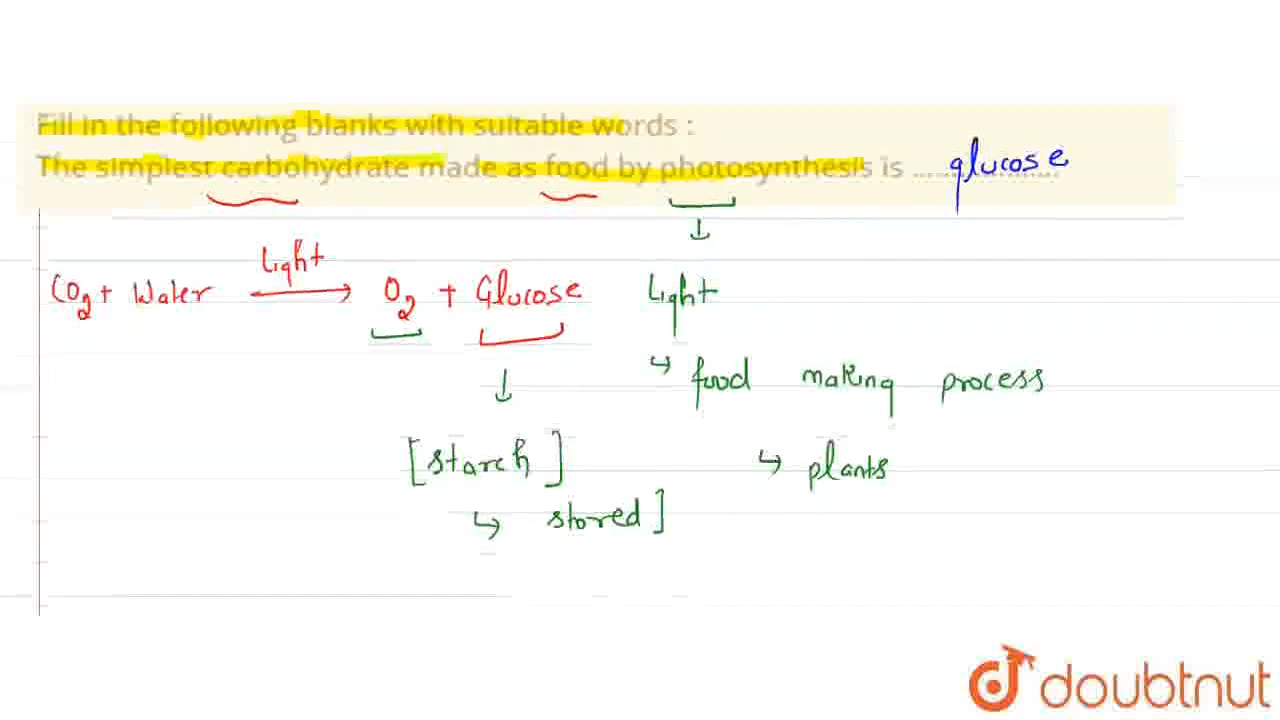 Fill in the following blanks with suitable words :
The simplest carbohydrate made as food by photosynthesis is .................... glucose
Light
CO2 + Water → O2 + Glucose Light
↳ food making process
[starch] ↳ plants
↳ stored]
doubtnut